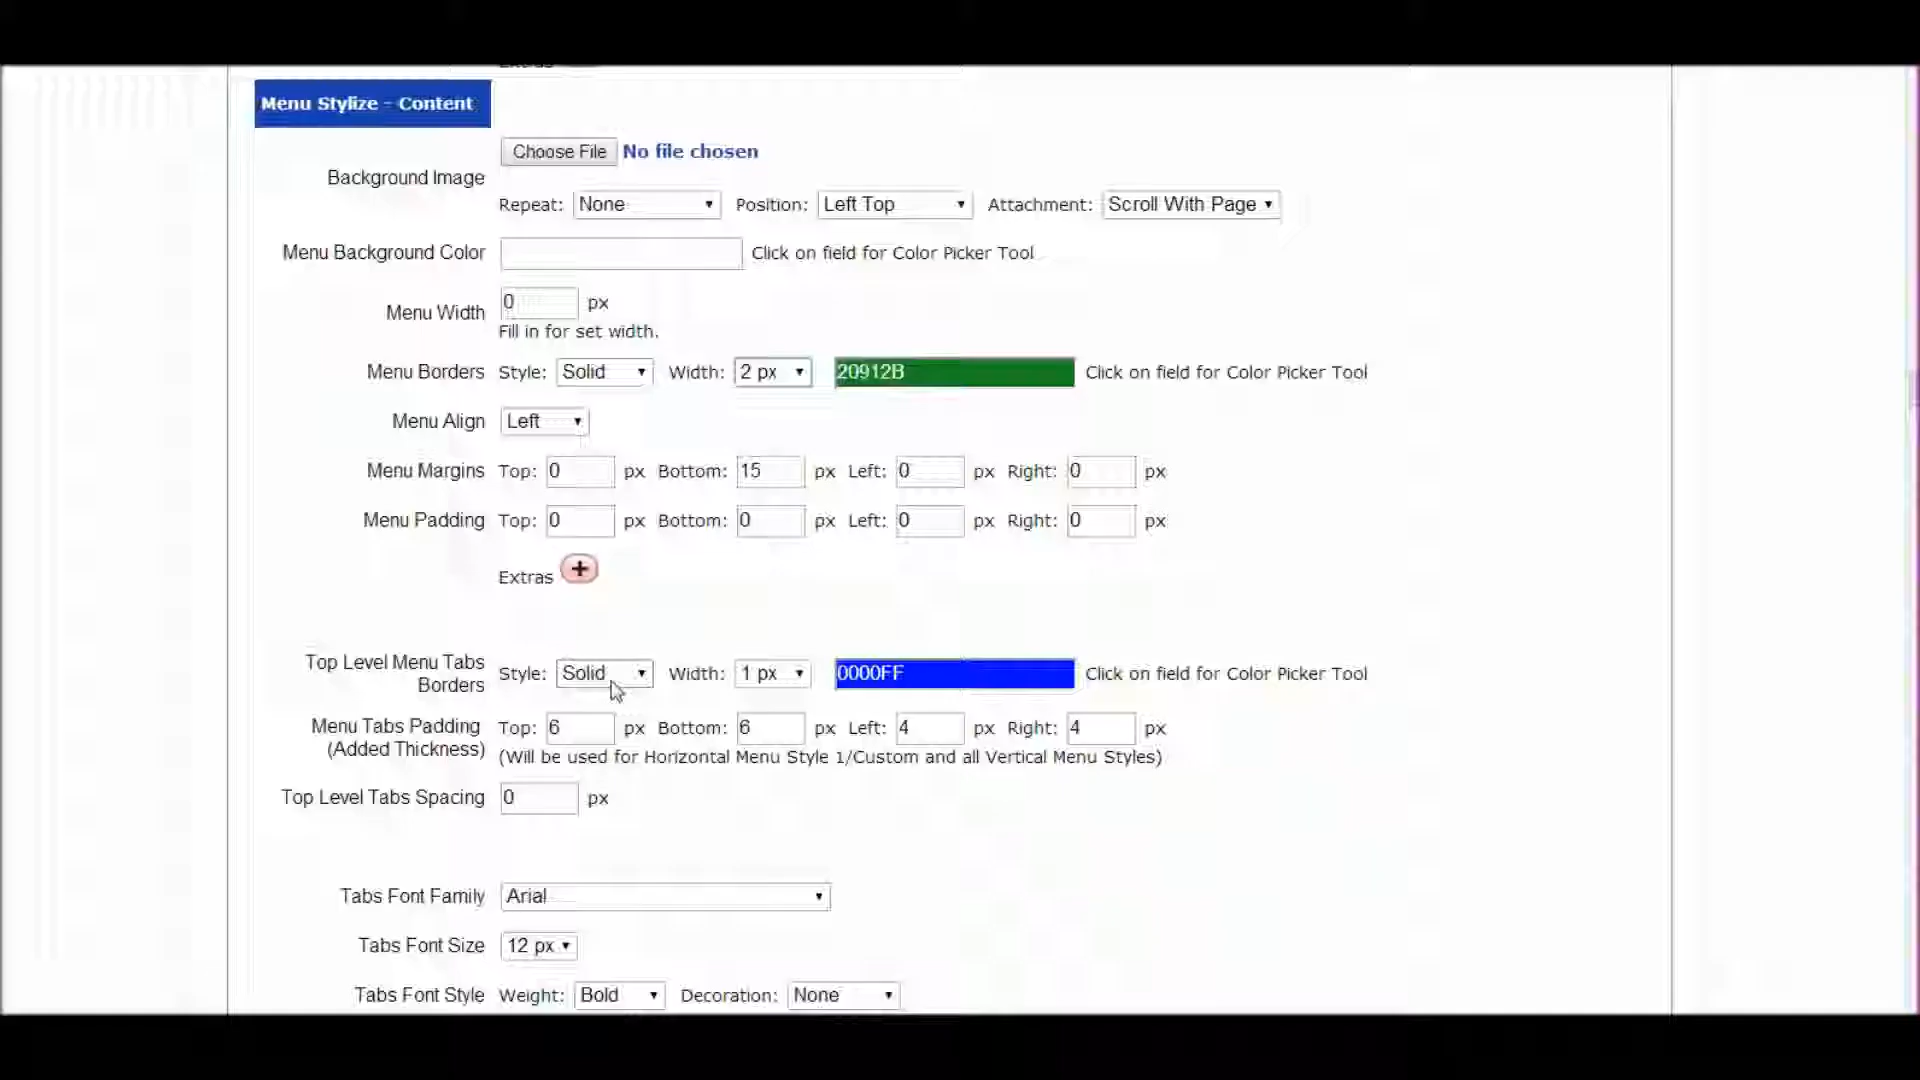 Menu Stylize - Content
Choose File No file chosen
Background Image
Repeat: None Position: Left Top Attachment: Scroll With Page
Menu Background Color Click on field for Color Picker Tool
Menu Width 0 px
Fill in for set width.
Menu Borders Style: Solid Width: 2 px 20912B Click on field for Color Picker Tool
Menu Align Left
Menu Margins Top: 0 px Bottom: 15 px Left: 0 px Right: 0 px
Menu Padding Top: 0 px Bottom: 0 px Left: 0 px Right: 0 px
Extras +
Top Level Menu Tabs
Borders Style: Solid Width: 1 px 0000FF Click on field for Color Picker Tool
Menu Tabs Padding Top: 6 px Bottom: 6 px Left: 4 px Right: 4 px
(Added Thickness) (Will be used for Horizontal Menu Style 1/Custom and all Vertical Menu Styles)
Top Level Tabs Spacing 0 px
Tabs Font Family Arial
Tabs Font Size 12 px
Tabs Font Style Weight: Bold Decoration: None